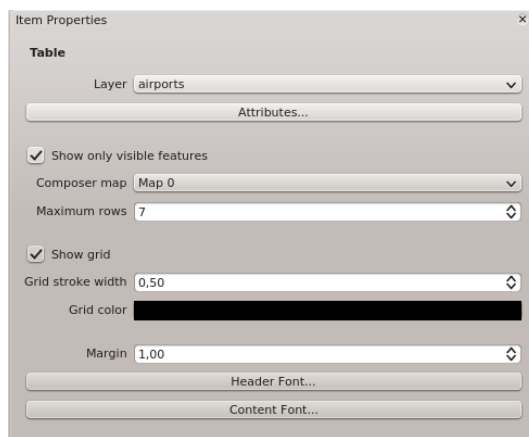 Item Properties
Table
Layer airports
Attributes...
Show only visible features
Composer map Map 0
Maximum rows 7
Show grid
Grid stroke width 0,50
Grid color
Margin 1,00
Header Font...
Content Font...